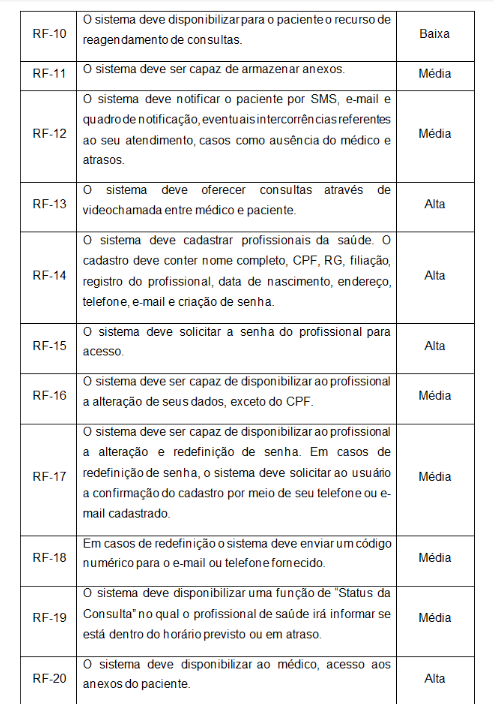 RF-10
O sistema deve disponibilizar para o paciente o recurso de
reagendamento de consultas.
Baixa
RF-11
O sistema deve ser capaz de armazenar anexos.
Média
RF-12
O sistema deve notificar o paciente por SMS, e-mail e
quadro de notificação, eventuais intercorrências referentes
ao seu atendimento, casos como ausência do médico e
atrasos.
Média
RF-13
O sistema deve oferecer consultas através de
videochamada entre médico e paciente.
Alta
RF-14
O sistema deve cadastrar profissionais da saúde. O
cadastro deve conter nome completo, CPF, RG, filiação,
registro do profissional, data de nascimento, endereço,
telefone, e-mail e criação de senha.
Alta
RF-15
O sistema deve solicitar a senha do profissional para
acesso.
Alta
RF-16
O sistema deve ser capaz de disponibilizar ao profissional
a alteração de seus dados, exceto do CPF.
Média
RF-17
O sistema deve ser capaz de disponibilizar ao profissional
a alteração e redefinição de senha. Em casos de
redefinição de senha, o sistema deve solicitar ao usuário
a confirmação do cadastro por meio de seu telefone ou e-
mail cadastrado.
Média
RF-18
Em casos de redefinição o sistema deve enviar um código
numérico para o e-mail ou telefone fornecido.
Média
RF-19
O sistema deve disponibilizar uma função de “Status da
Consulta” no qual o profissional de saúde irá informar se
está dentro do horário previsto ou em atraso.
Média
RF-20
O sistema deve disponibilizar ao médico, acesso aos
anexos do paciente.
Alta